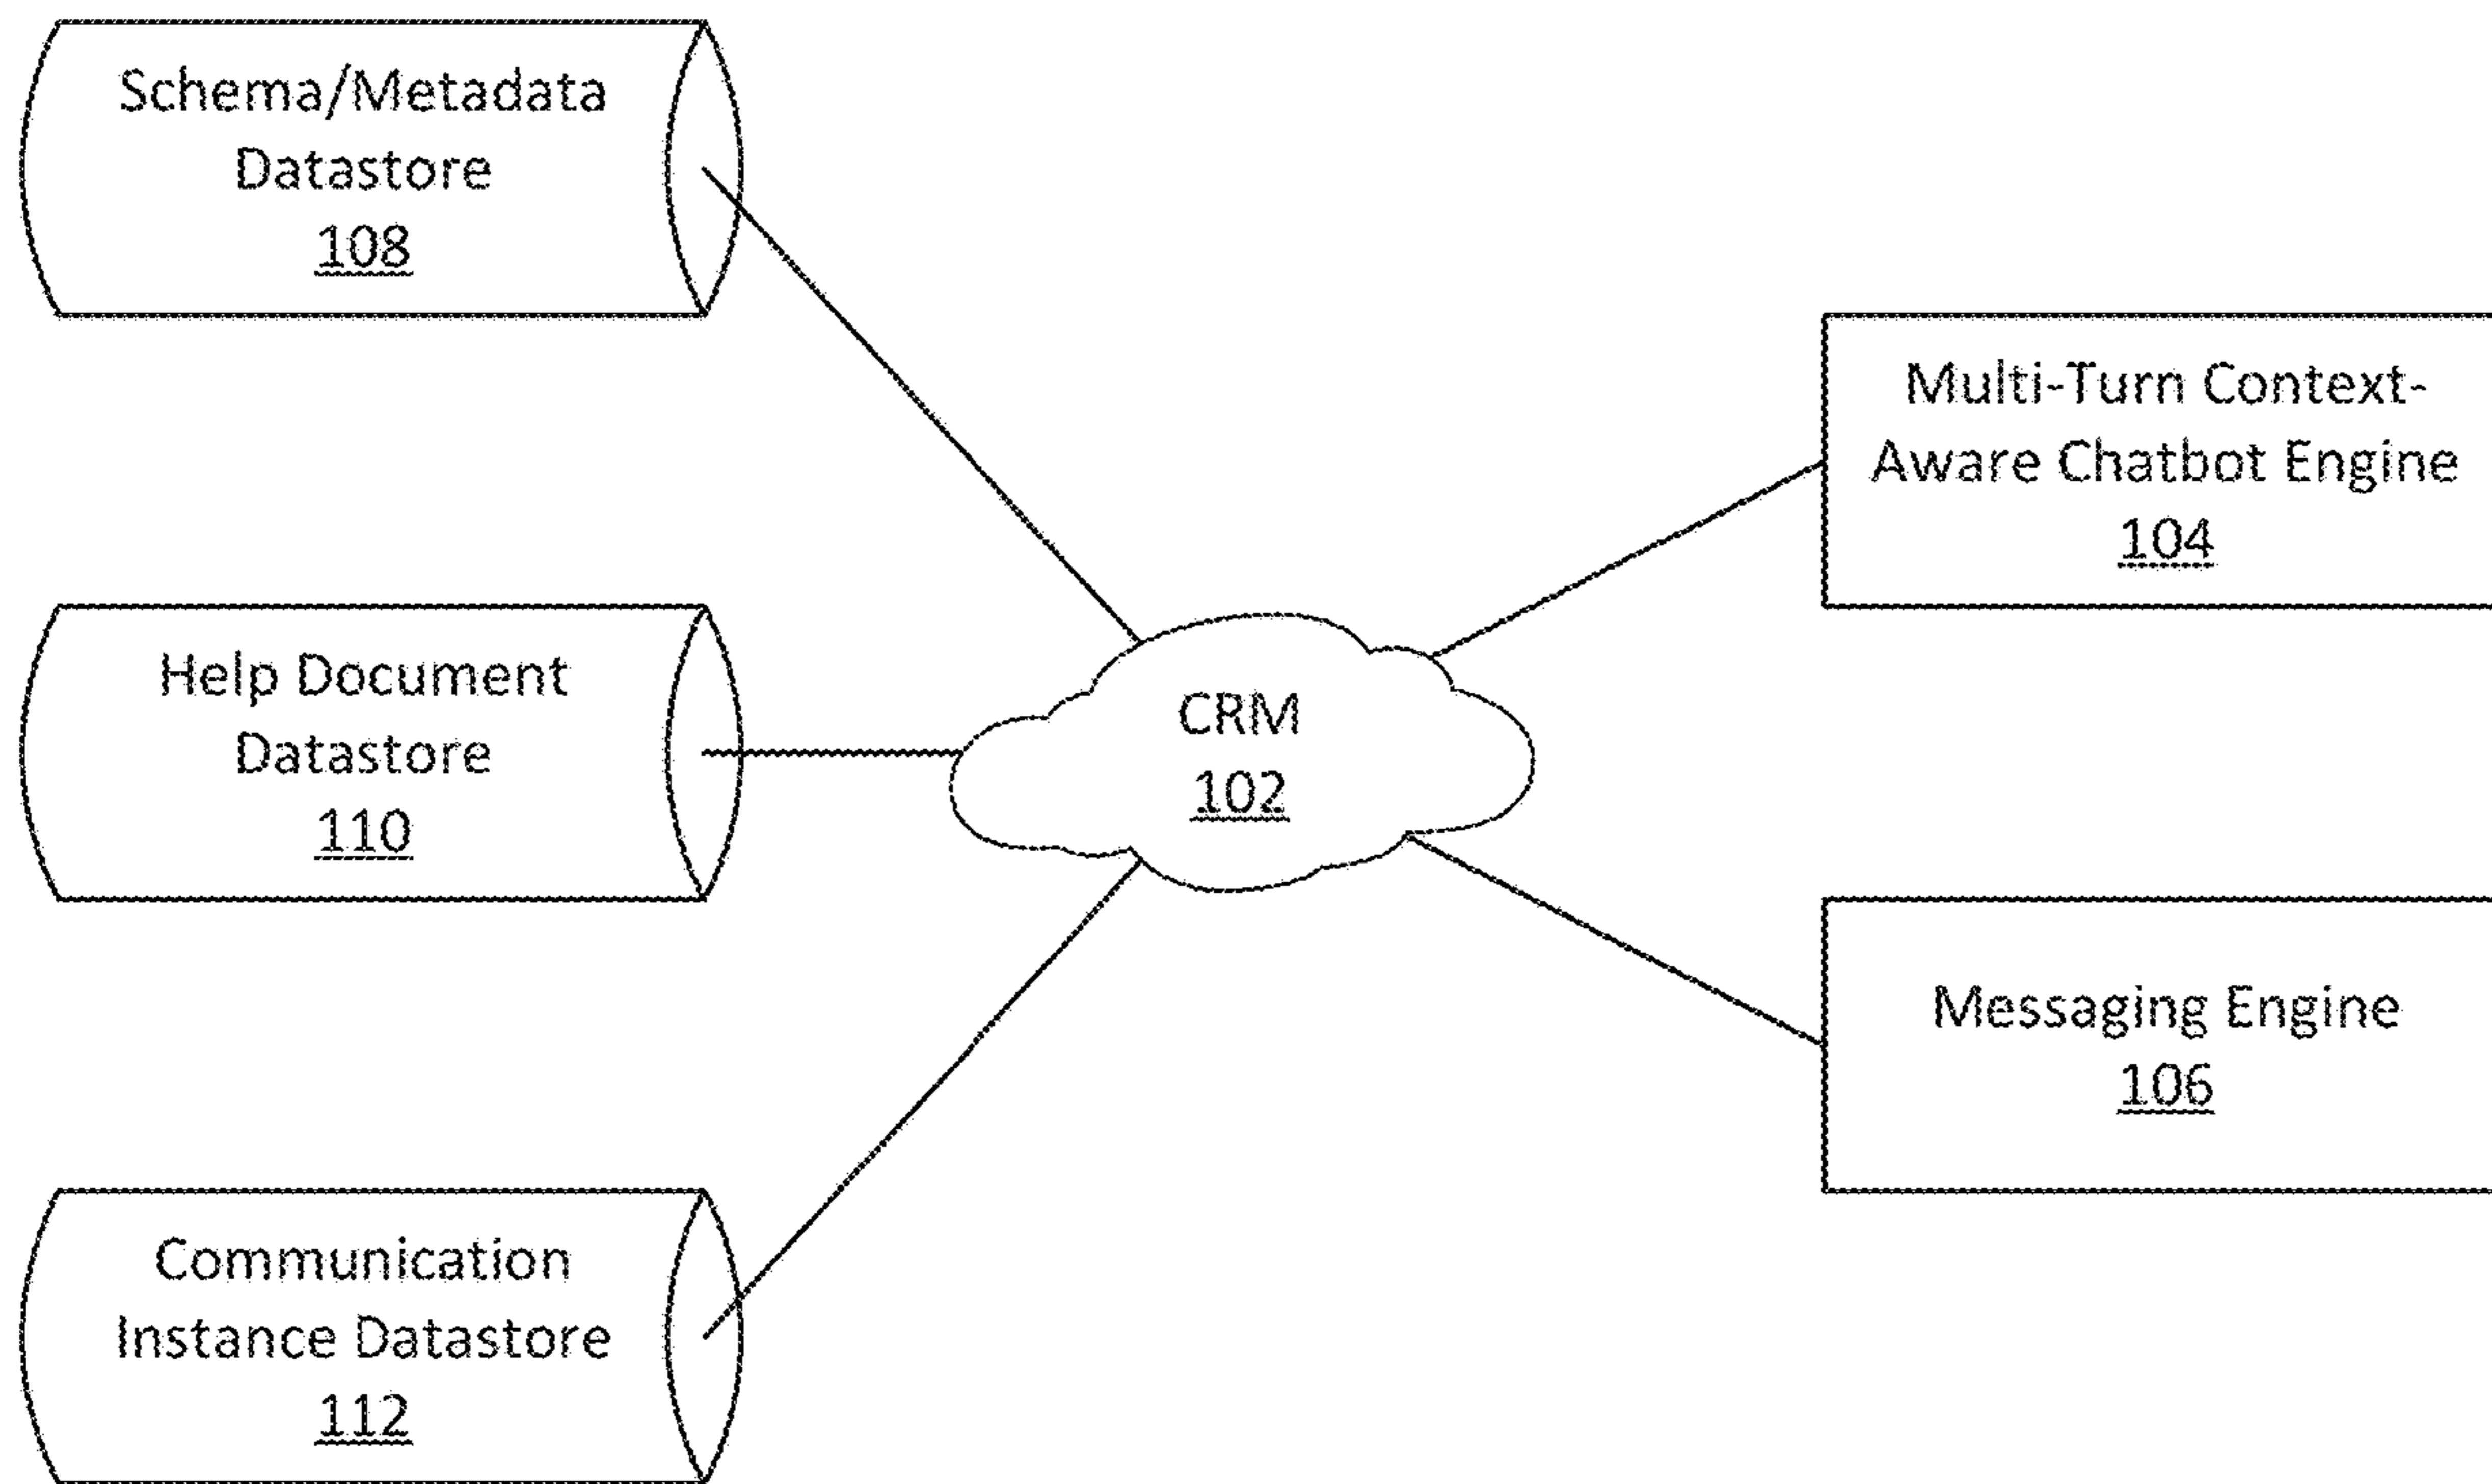 Schema/Metadata
Datastore
108
Multi-Turn Context-
Aware Chatbot Engine
104
Help Document
Datastore
110
CRM
102
Messaging Engine
106
Communication
Instance Datastore
112